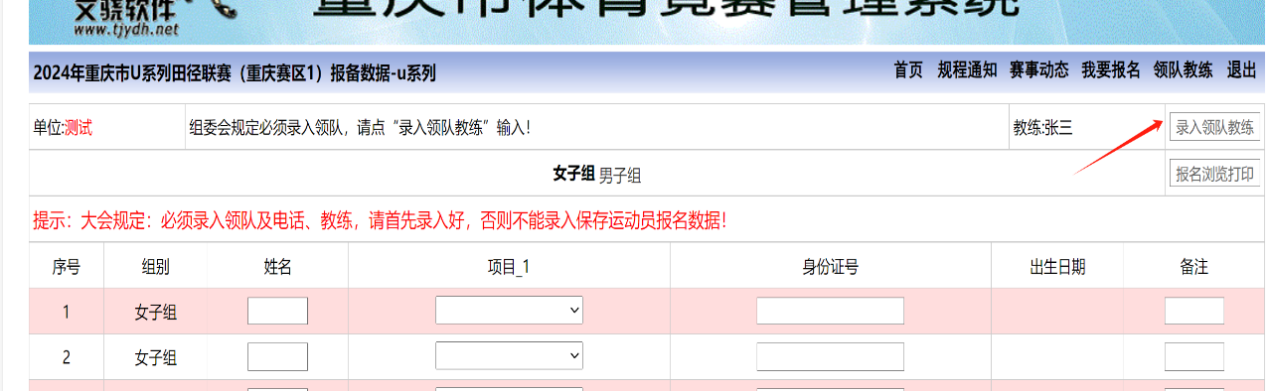 文骁软件
www.tjydh.net
重庆市体育竞赛管理系统
2024年重庆市U系列田径联赛（重庆赛区1）报备数据-u系列
首页 规程通知 赛事动态 我要报名 领队教练 退出
单位:测试 组委会规定必须录入领队，请点“录入领队教练”输入！ 教练:张三 录入领队教练
女子组 男子组 报名浏览打印
提示：大会规定：必须录入领队及电话、教练，请首先录入好，否则不能录入保存运动员报名数据！
序号 组别 姓名 项目_1 身份证号 出生日期 备注
1 女子组
2 女子组